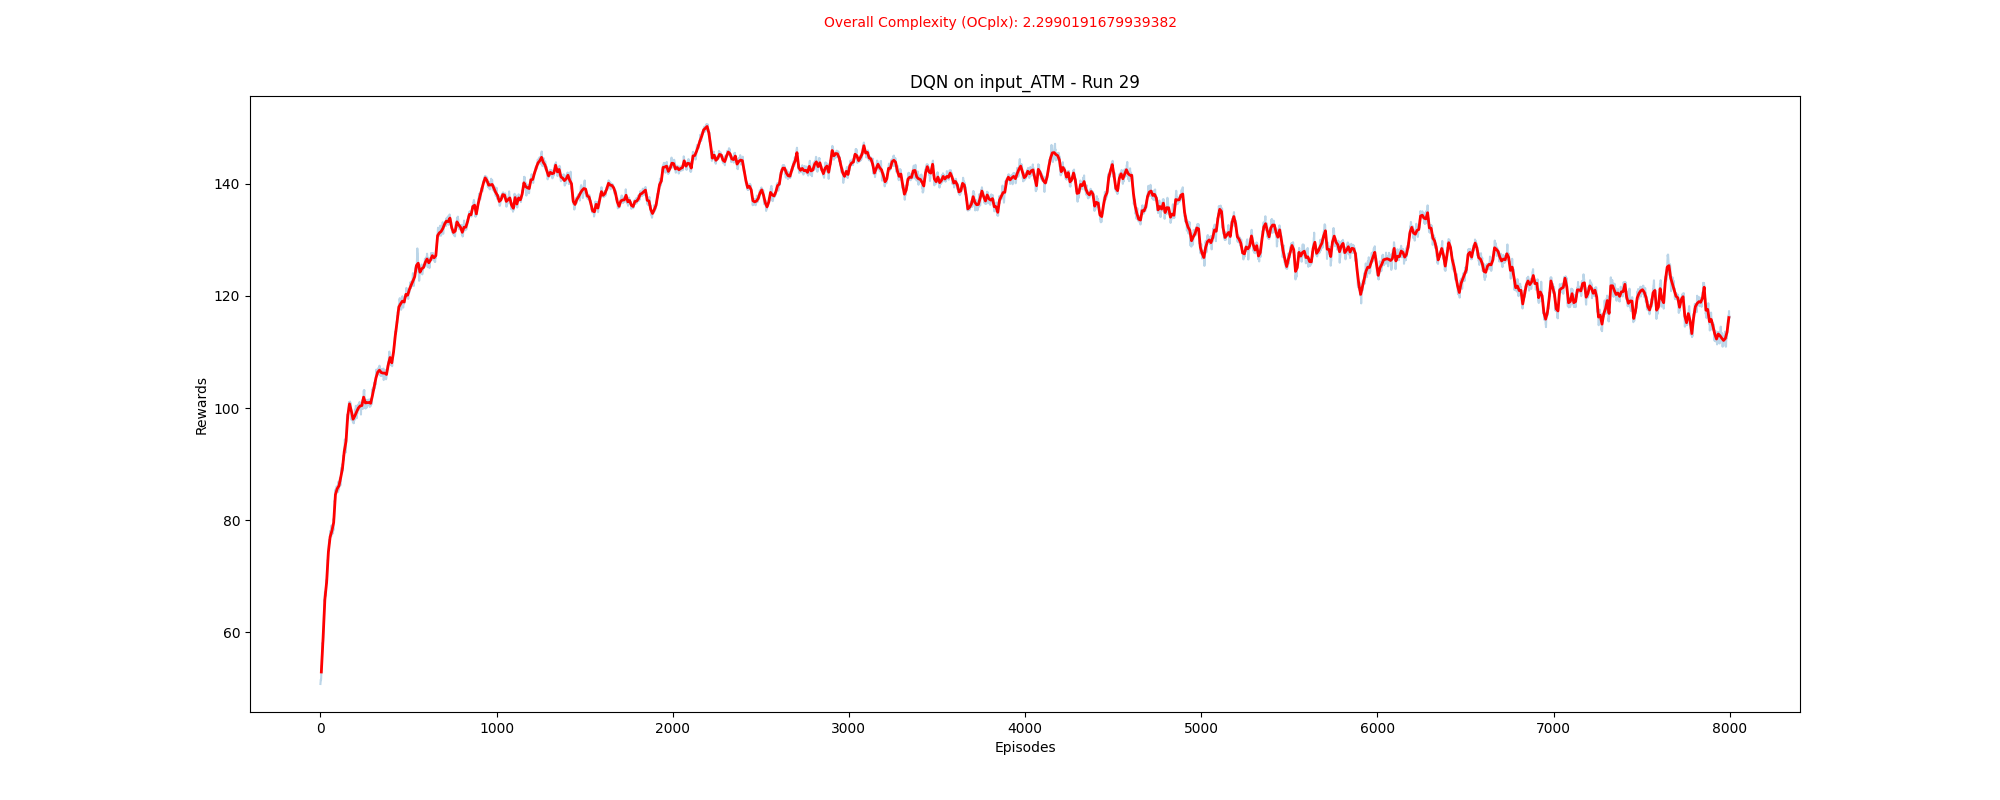 Overall Complexity (OCplx): 2.2990191679939382
DQN on input_ATM - Run 29
Rewards
140
120
100
80
60
0 1000 2000 3000 4000 5000 6000 7000 8000
Episodes